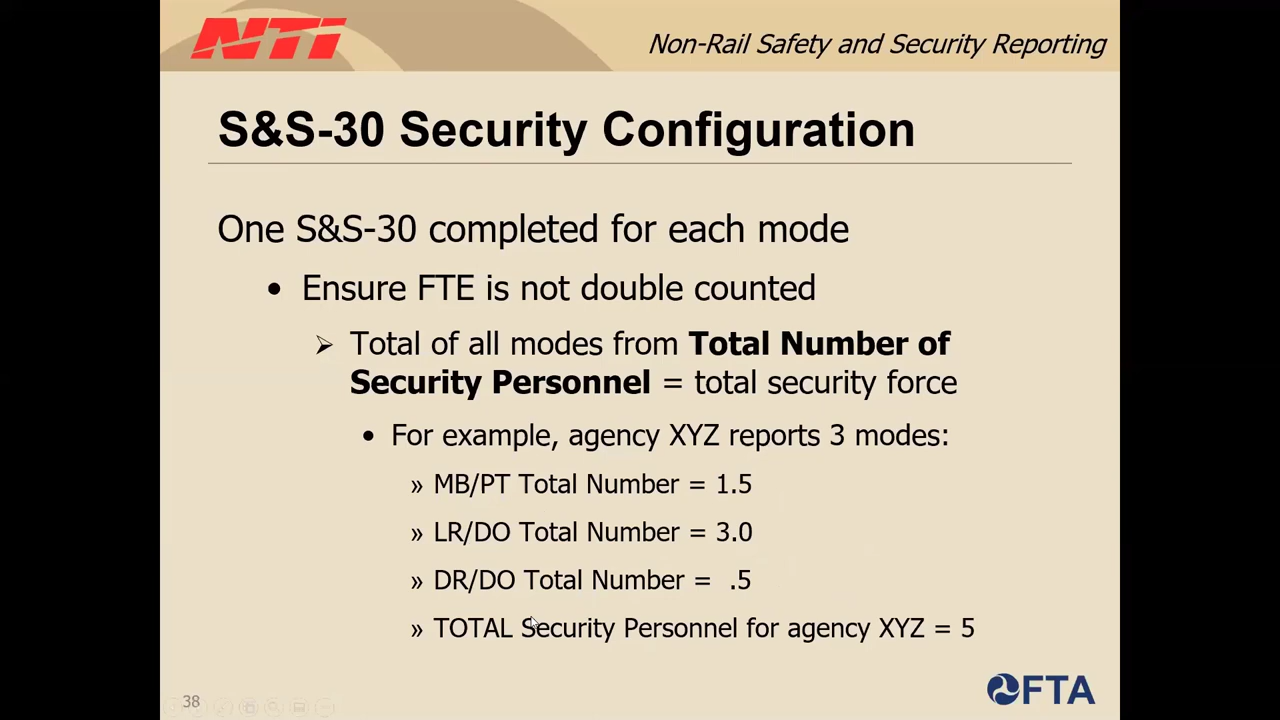 NTI
Non-Rail Safety and Security Reporting
S&S-30 Security Configuration
One S&S-30 completed for each mode
• Ensure FTE is not double counted
➢ Total of all modes from Total Number of
Security Personnel = total security force
• For example, agency XYZ reports 3 modes:
» MB/PT Total Number = 1.5
» LR/DO Total Number = 3.0
» DR/DO Total Number = .5
» TOTAL Security Personnel for agency XYZ = 5
38
FTA